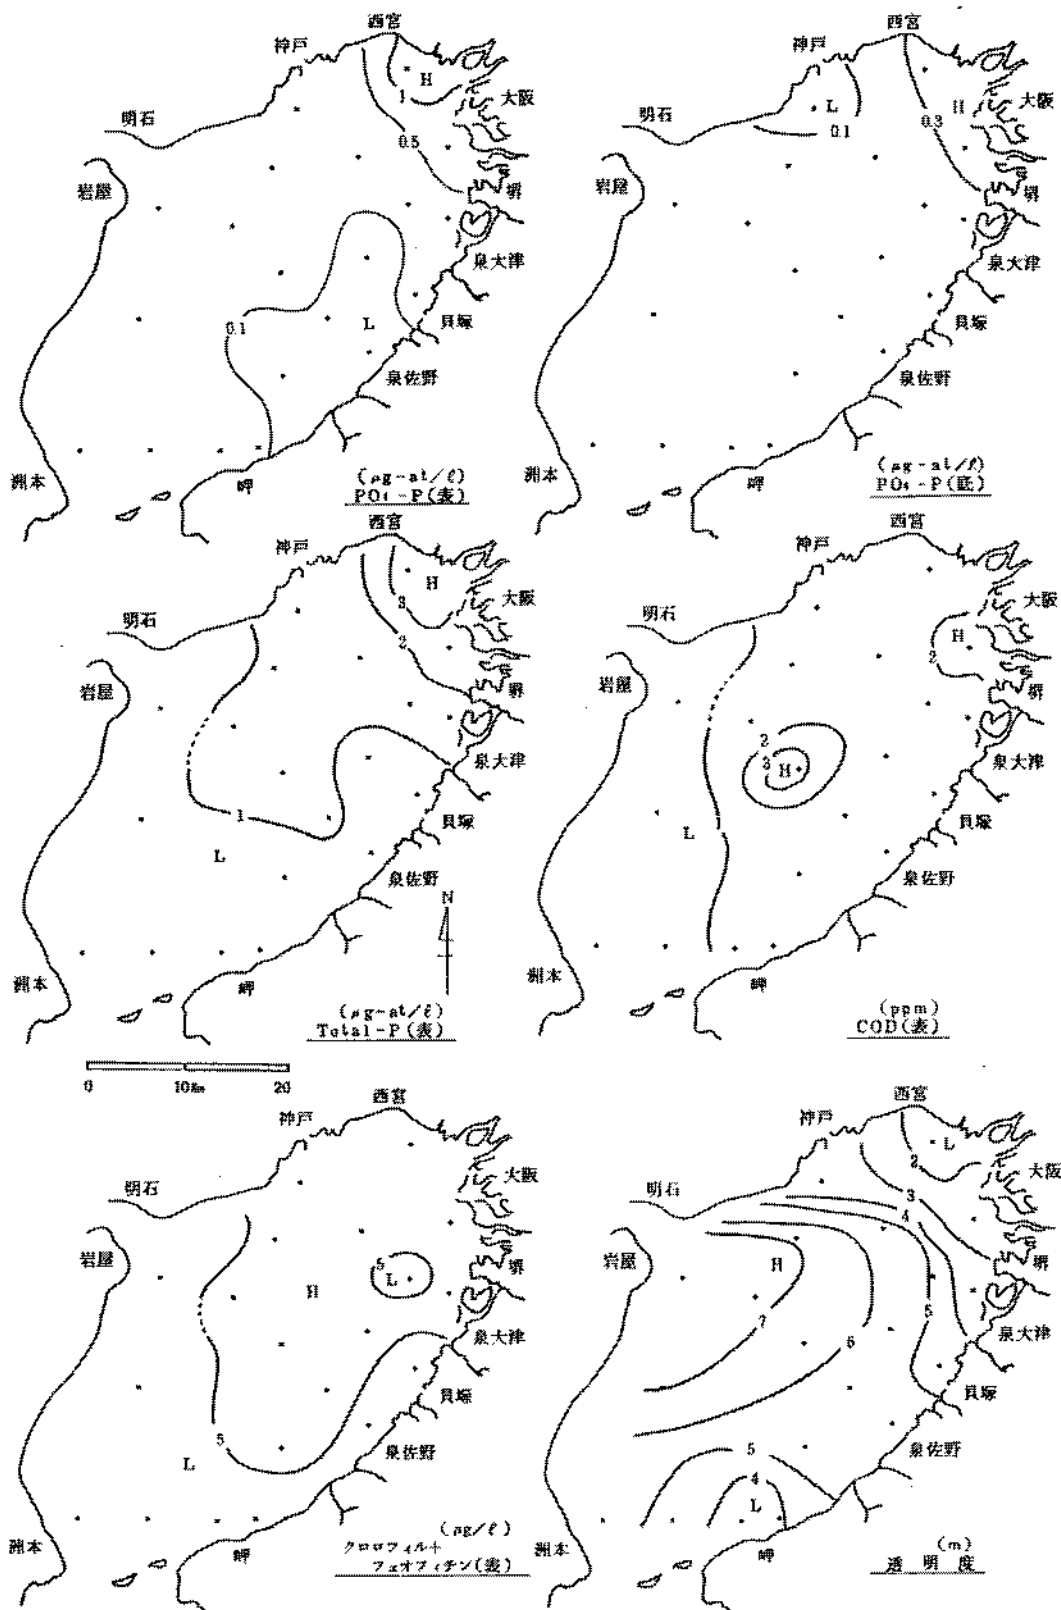 西宮
神戸
H
1
大阪
明石
0.5
堺
岩屋
泉大津
0.1
L
貝塚
泉佐野
洲本
岬
(μg-at/ℓ)
PO₄-P(表)
西宮
神戸
L
0.1
H
0.3
大阪
明石
堺
岩屋
泉大津
貝塚
泉佐野
洲本
岬
(μg-at/ℓ)
PO₄-P(底)
西宮
神戸
H
3
大阪
明石
2
堺
岩屋
泉大津
1
貝塚
L
泉佐野
N
洲本
岬
(μg-at/ℓ)
Total-P(表)
0 10Km 20
西宮
神戸
大阪
明石
H
2
堺
岩屋
2
3
H
泉大津
L
1
貝塚
泉佐野
洲本
岬
(ppm)
COD(表)
西宮
神戸
大阪
明石
岩屋
5
L
H
堺
泉大津
貝塚
5
L
泉佐野
洲本
岬
(μg/ℓ)
クロロフィル+
フェオフィチン(表)
西宮
神戸
L
2
大阪
明石
3
4
岩屋
H
堺
5
7
6
泉大津
貝塚
泉佐野
5
4
L
洲本
岬
(m)
透明度